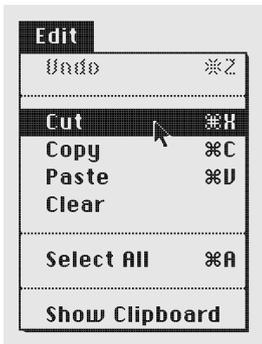 Edit
Undo ⌘Z
Cut ⌘X
Copy ⌘C
Paste ⌘V
Clear
Select All ⌘A
Show Clipboard